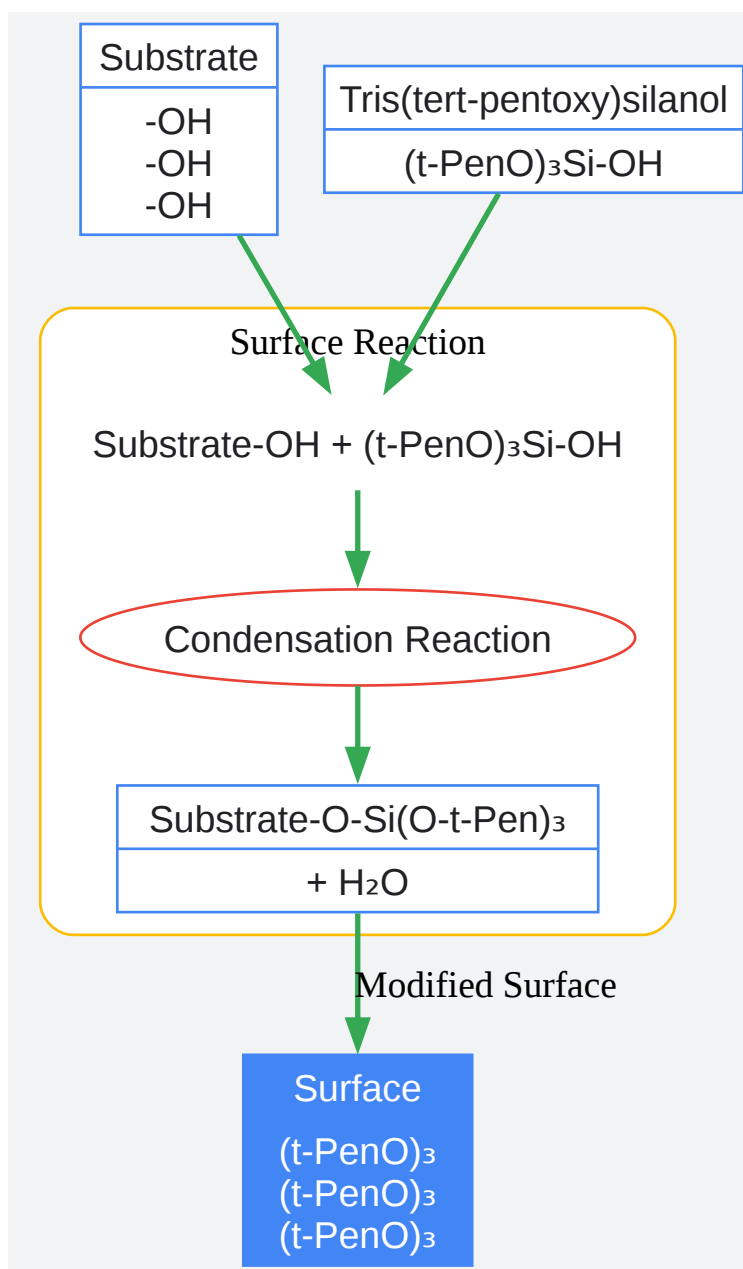 Substrate
-OH
-OH
-OH
Tris(tert-pentoxy)silanol
(t-PenO)₃Si-OH
Surface Reaction
Substrate-OH + (t-PenO)₃Si-OH
Condensation Reaction
Substrate-O-Si(O-t-Pen)₃
+ H₂O
Modified Surface
Surface
(t-PenO)₃
(t-PenO)₃
(t-PenO)₃